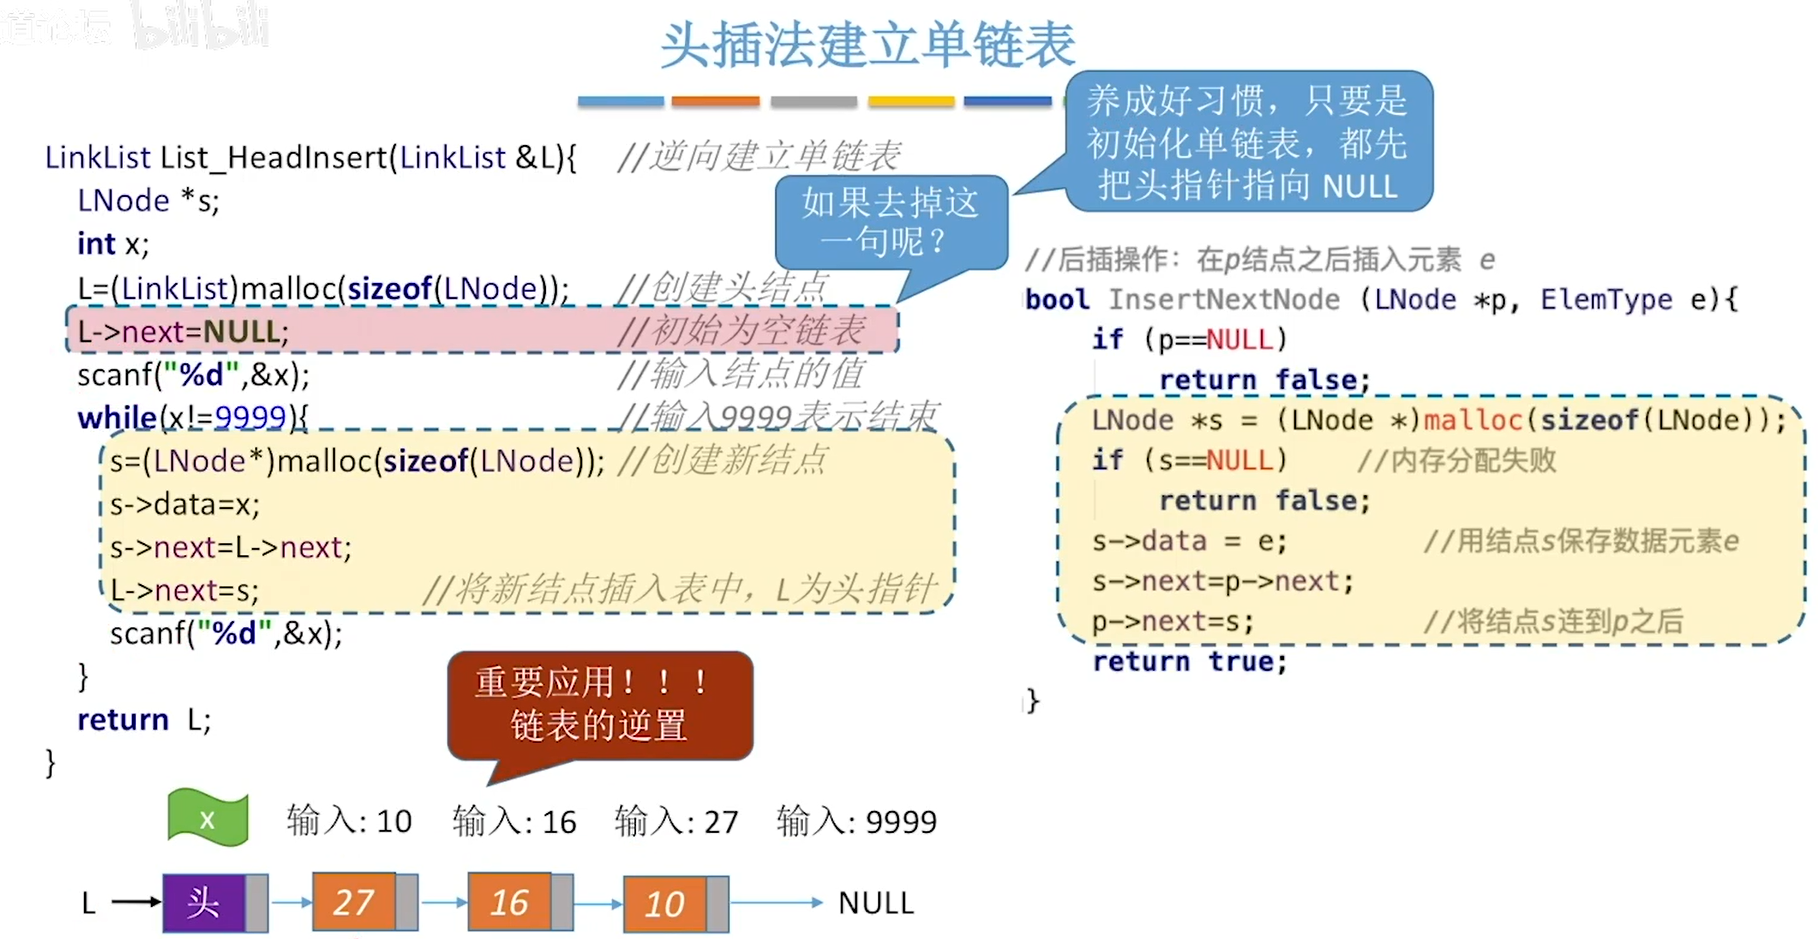 bilibili
头插法建立单链表
养成好习惯，只要是
初始化单链表，都先
把头指针指向 NULL
如果去掉这
一句呢？
LinkList List_HeadInsert(LinkList &L){ //逆向建立单链表
LNode *s;
int x;
L=(LinkList)malloc(sizeof(LNode)); //创建头结点
L->next=NULL; //初始为空链表
scanf("%d",&x); //输入结点的值
while(x!=9999){ //输入9999表示结束
s=(LNode*)malloc(sizeof(LNode)); //创建新结点
s->data=x;
s->next=L->next;
L->next=s; //将新结点插入表中，L为头指针
scanf("%d",&x);
}
return L;
}
//后插操作：在p结点之后插入元素 e
bool InsertNextNode (LNode *p, ElemType e){
if (p==NULL)
return false;
LNode *s = (LNode *)malloc(sizeof(LNode));
if (s==NULL) //内存分配失败
return false;
s->data = e; //用结点s保存数据元素e
s->next=p->next;
p->next=s; //将结点s连到p之后
return true;
}
重要应用！！！
链表的逆置
x 输入: 10 输入: 16 输入: 27 输入: 9999
L 头 27 16 10 NULL